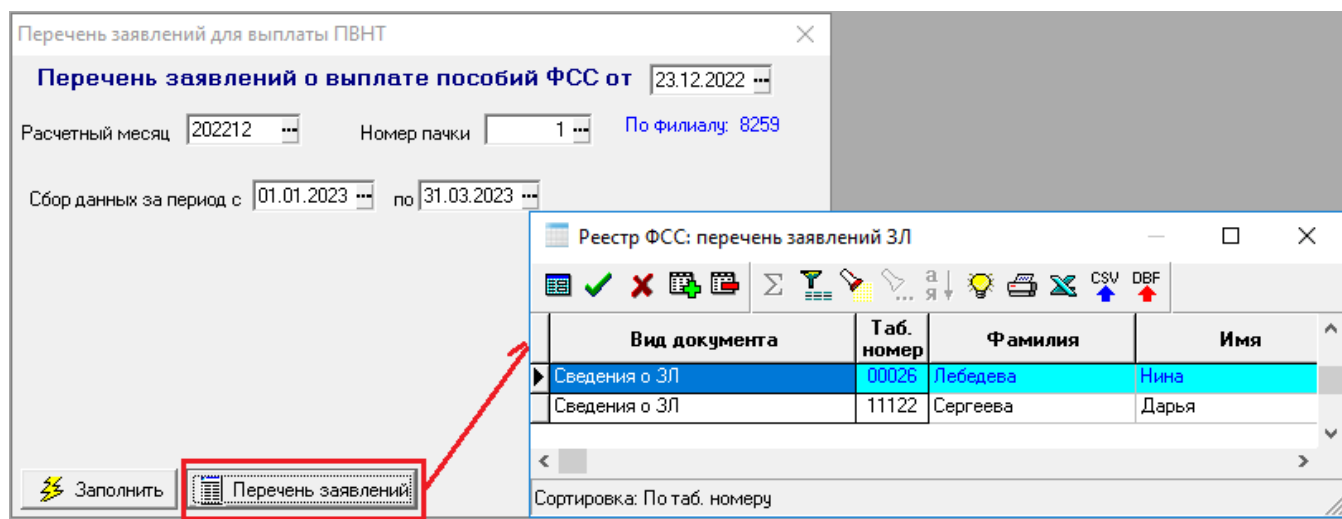 Перечень заявлений для выплаты ПВНТ
Перечень заявлений о выплате пособий ФСС от 23.12.2022
Расчетный месяц 202212 Номер пачки 1 По филиалу: 8259
Сбор данных за период с 01.01.2023 по 31.03.2023
Реестр ФСС: перечень заявлений ЗЛ
а я CSV DBF
Вид документа Таб. номер Фамилия Имя
Сведения о ЗЛ 00026 Лебедева Нина
Сведения о ЗЛ 11122 Сергеева Дарья
Заполнить Перечень заявлений
Сортировка: По таб. номеру